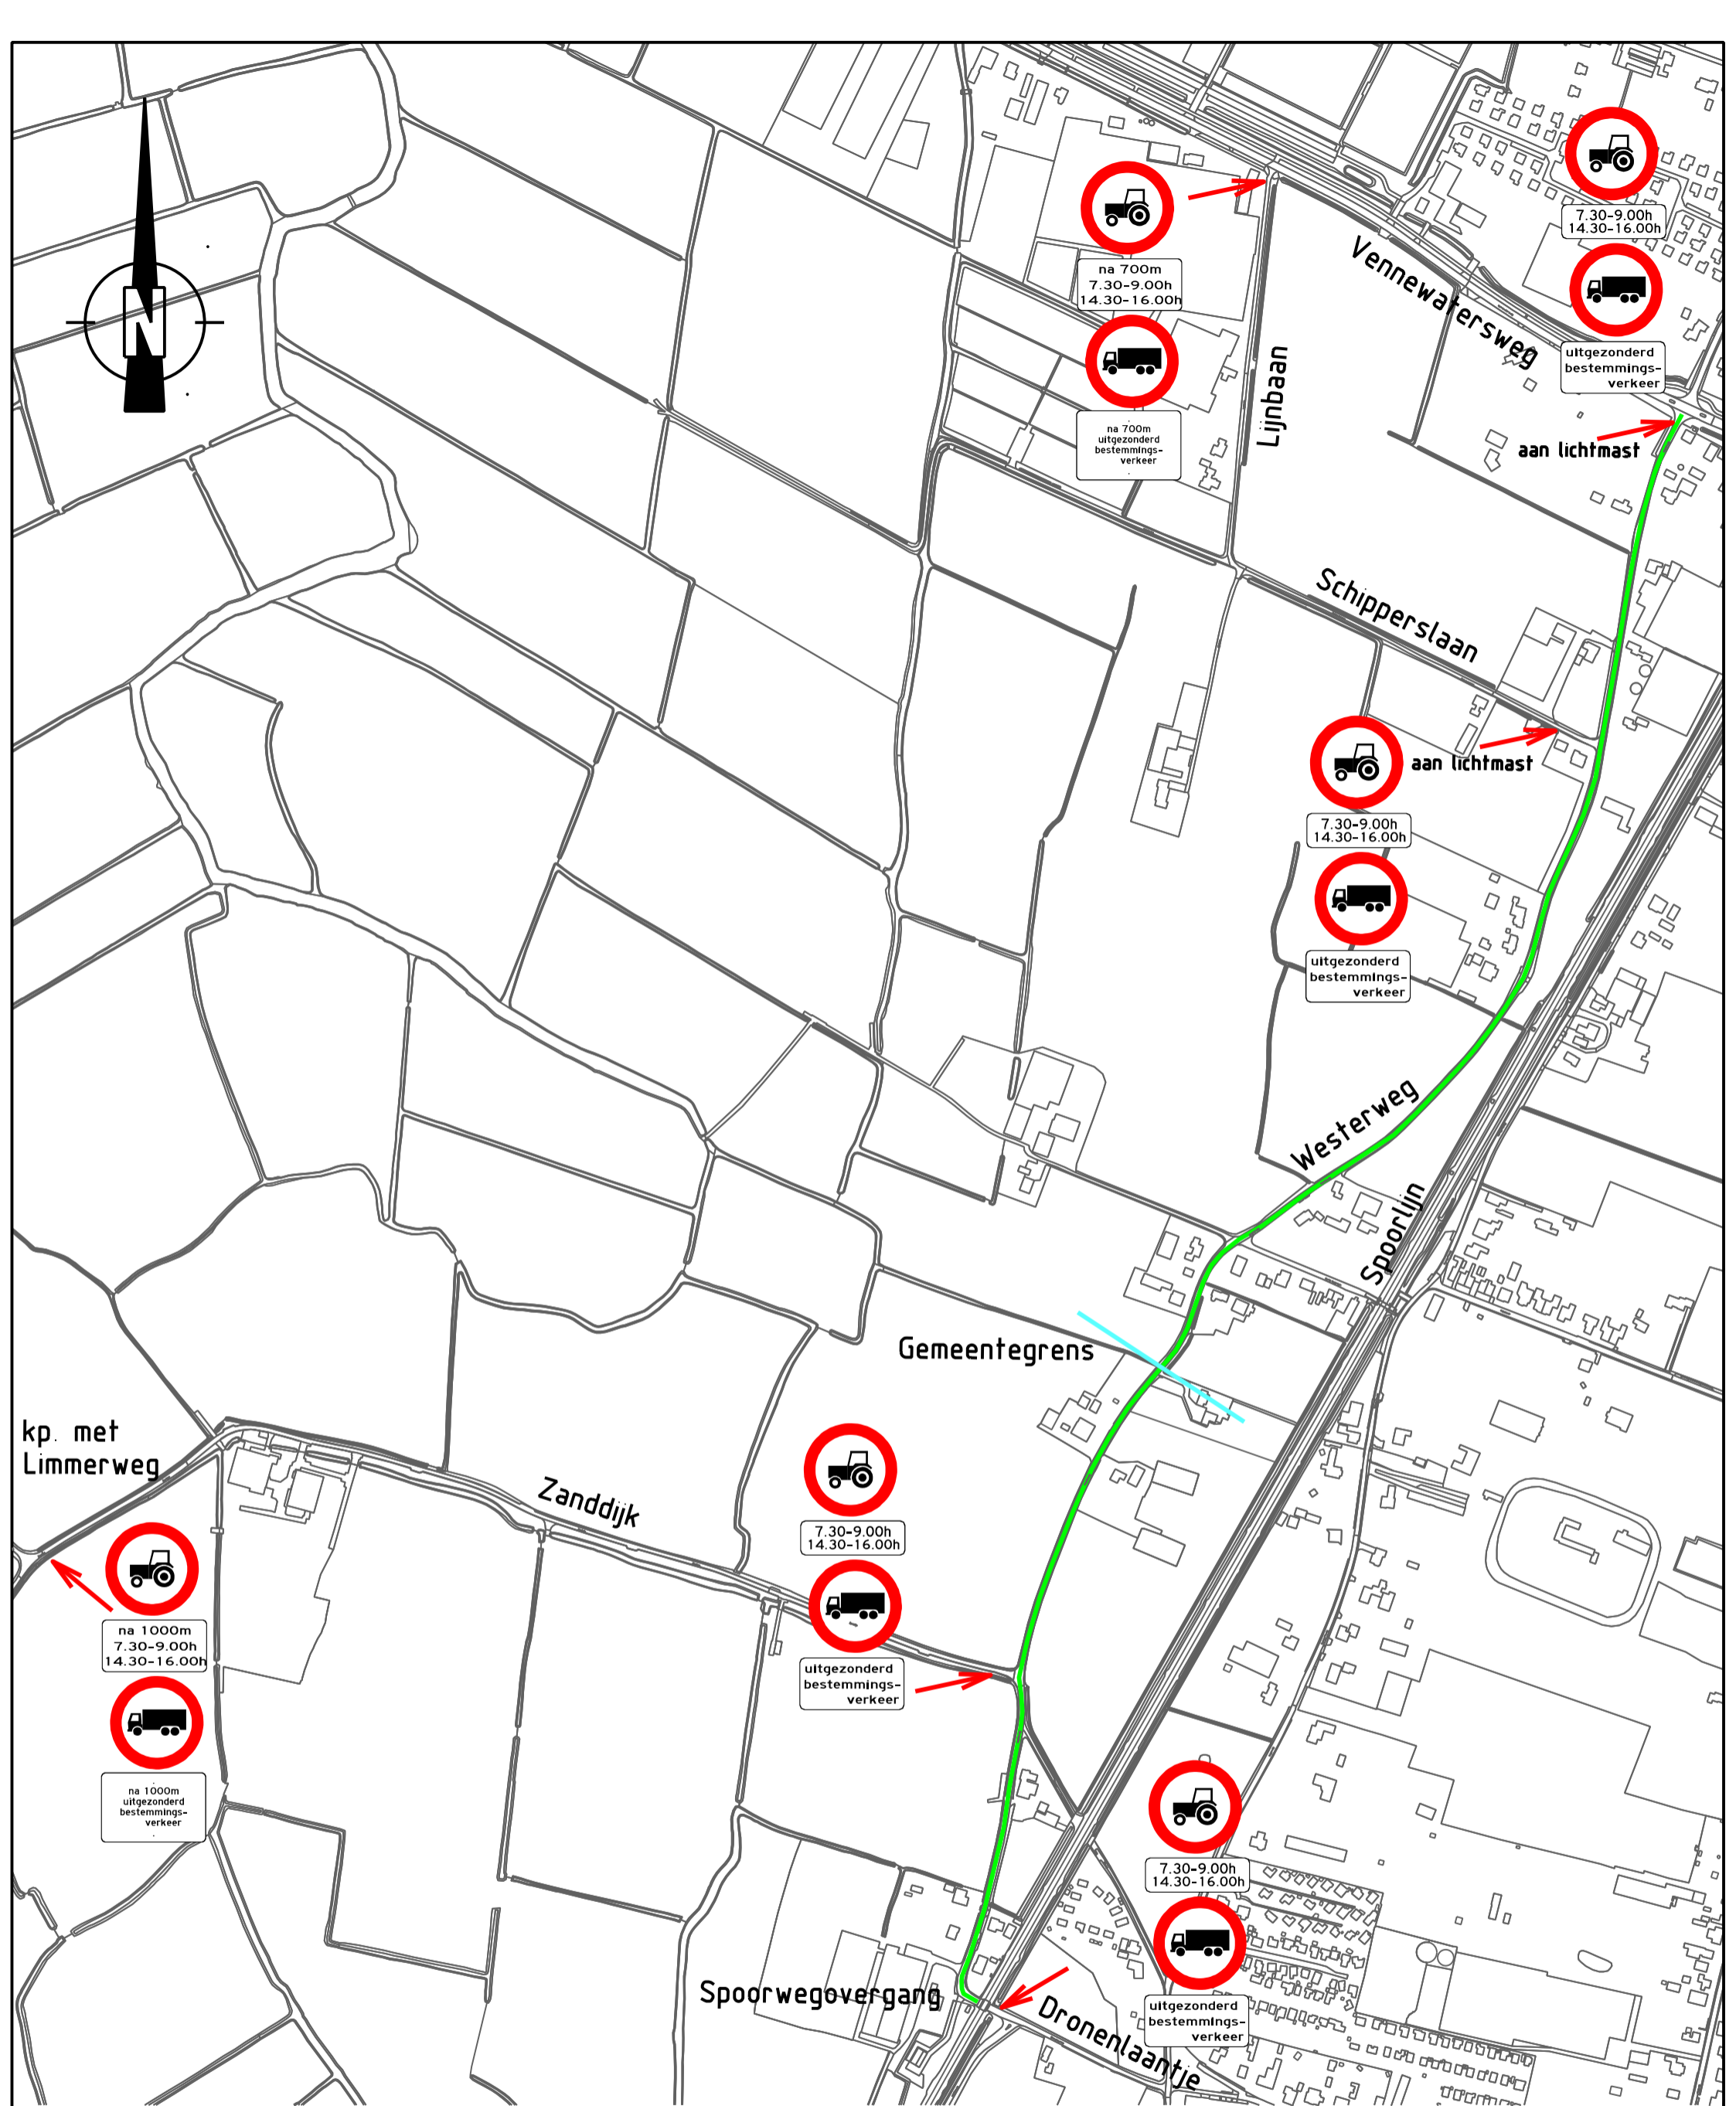 N
7.30-9.00h
14.30-16.00h
uitgezonderd
bestemmings-
verkeer
aan lichtmast
na 700m
7.30-9.00h
14.30-16.00h
na 700m
uitgezonderd
bestemmings-
verkeer
Vennewatersweg
Lijnbaan
Schipperslaan
aan lichtmast
7.30-9.00h
14.30-16.00h
uitgezonderd
bestemmings-
verkeer
Westerweg
Spoorlijn
Gemeentegrens
kp. met
Limmerweg
Zanddijk
7.30-9.00h
14.30-16.00h
uitgezonderd
bestemmings-
verkeer
na 1000m
7.30-9.00h
14.30-16.00h
na 1000m
uitgezonderd
bestemmings-
verkeer
7.30-9.00h
14.30-16.00h
uitgezonderd
bestemmings-
verkeer
Spoorwegovergang
Dronenlaantje